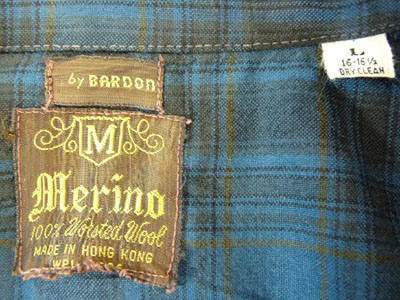 by BARDON
M
Merino
100% Worsted Wool
MADE IN HONG KONG
L
16-16½
DRY CLEAN